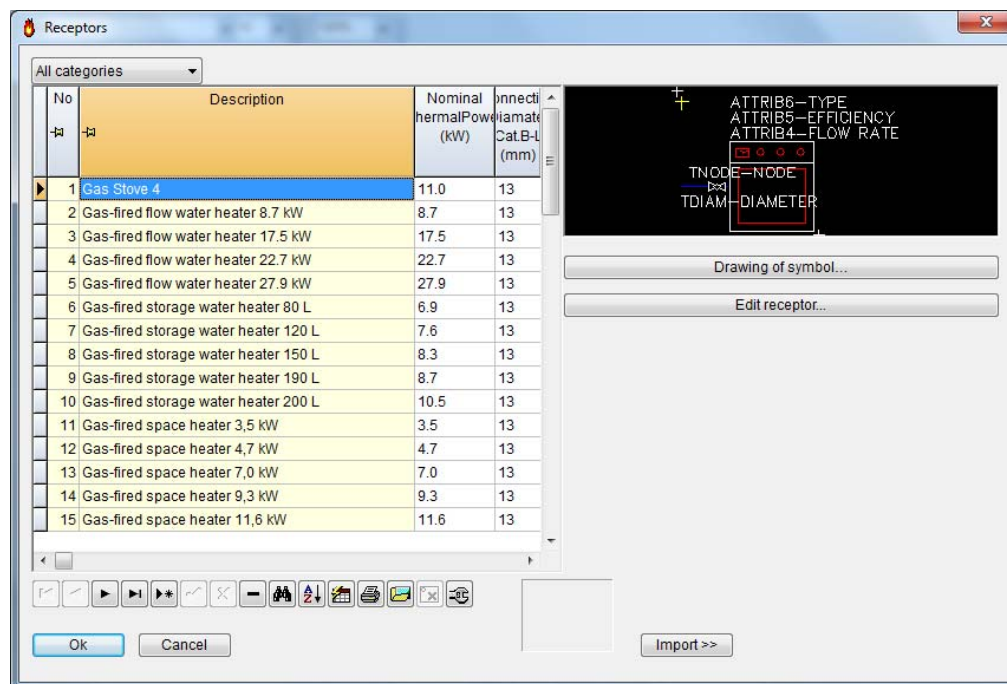 Receptors
All categories
No Description Nominal onnecti
hermalPowe iamate
(kW) Cat.B-L
(mm)
1 Gas Stove 4 11.0 13
2 Gas-fired flow water heater 8.7 kW 8.7 13
3 Gas-fired flow water heater 17.5 kW 17.5 13
4 Gas-fired flow water heater 22.7 kW 22.7 13
5 Gas-fired flow water heater 27.9 kW 27.9 13
6 Gas-fired storage water heater 80 L 6.9 13
7 Gas-fired storage water heater 120 L 7.6 13
8 Gas-fired storage water heater 150 L 8.3 13
9 Gas-fired storage water heater 190 L 8.7 13
10 Gas-fired storage water heater 200 L 10.5 13
11 Gas-fired space heater 3,5 kW 3.5 13
12 Gas-fired space heater 4,7 kW 4.7 13
13 Gas-fired space heater 7,0 kW 7.0 13
14 Gas-fired space heater 9,3 kW 9.3 13
15 Gas-fired space heater 11,6 kW 11.6 13
ATTRIB6-TYPE
ATTRIB5-EFFICIENCY
ATTRIB4-FLOW RATE
TNODE-NODE
TDIAM-DIAMETER
Drawing of symbol...
Edit receptor...
Ok Cancel Import >>